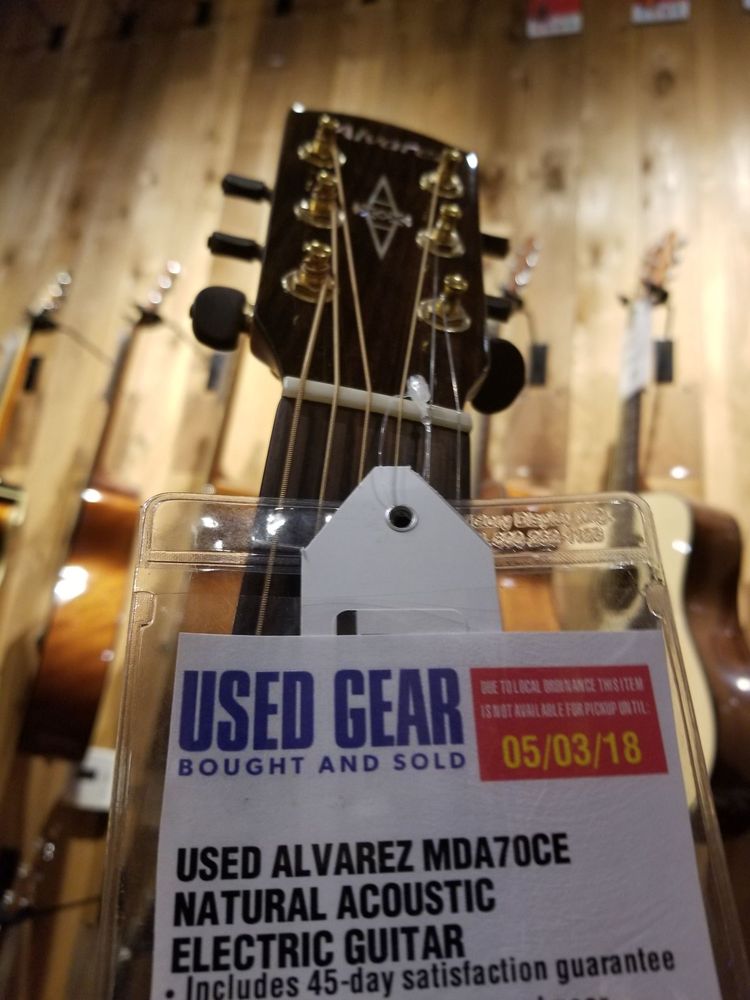 Alvarez
USED GEAR
BOUGHT AND SOLD
DUE TO LOCAL ORDINANCE THIS ITEM
IS NOT AVAILABLE FOR PICKUP UNTIL:
05/03/18
USED ALVAREZ MDA70CE
NATURAL ACOUSTIC
ELECTRIC GUITAR
• Includes 45-day satisfaction guarantee